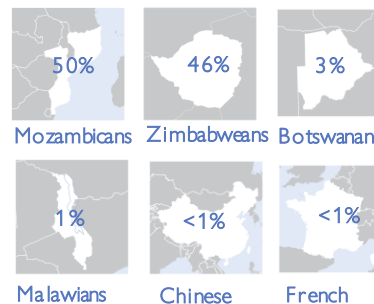 50% 46% 3%
Mozambicans Zimbabweans Botswanan
1% <1% <1%
Malawians Chinese French